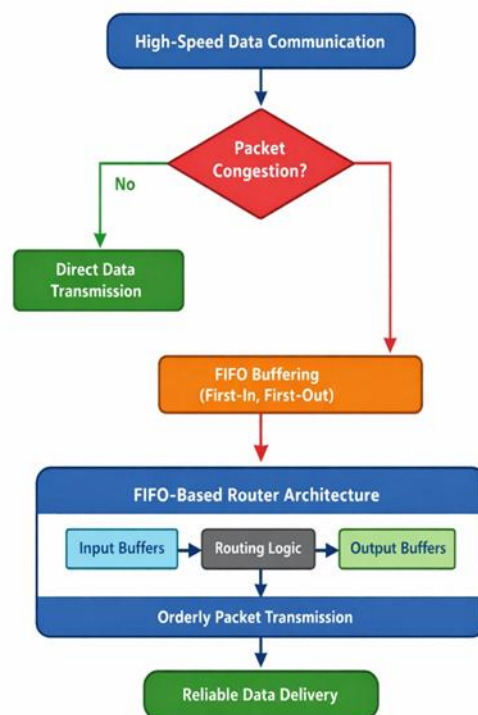 High-Speed Data Communication
Packet
Congestion?
No
Direct Data
Transmission
FIFO Buffering
(First-In, First-Out)
FIFO-Based Router Architecture
Input Buffers
Routing Logic
Output Buffers
Orderly Packet Transmission
Reliable Data Delivery